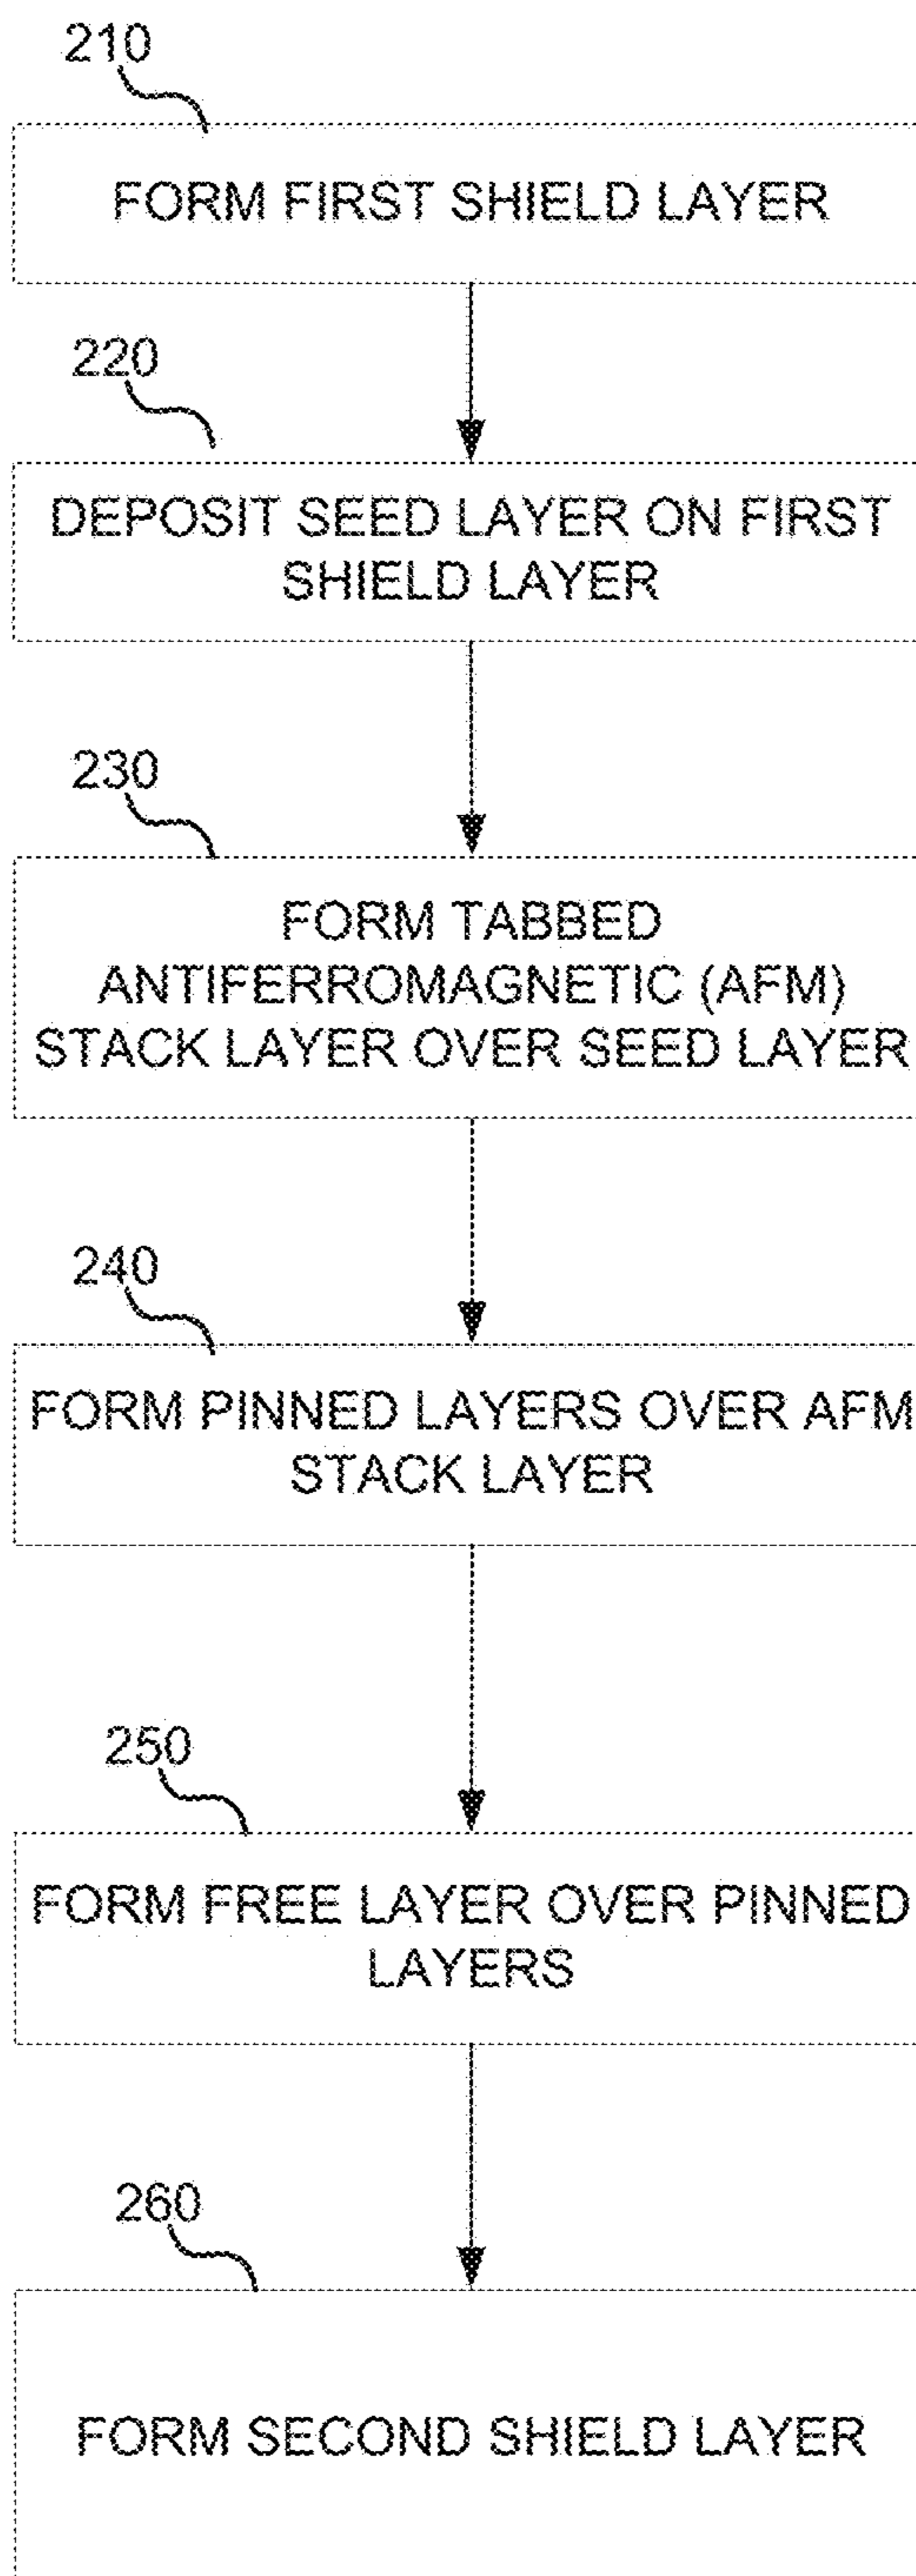 210
FORM FIRST SHIELD LAYER
220
DEPOSIT SEED LAYER ON FIRST
SHIELD LAYER
230
FORM TABBED
ANTIFERROMAGNETIC (AFM)
STACK LAYER OVER SEED LAYER
240
FORM PINNED LAYERS OVER AFM
STACK LAYER
250
FORM FREE LAYER OVER PINNED
LAYERS
260
FORM SECOND SHIELD LAYER